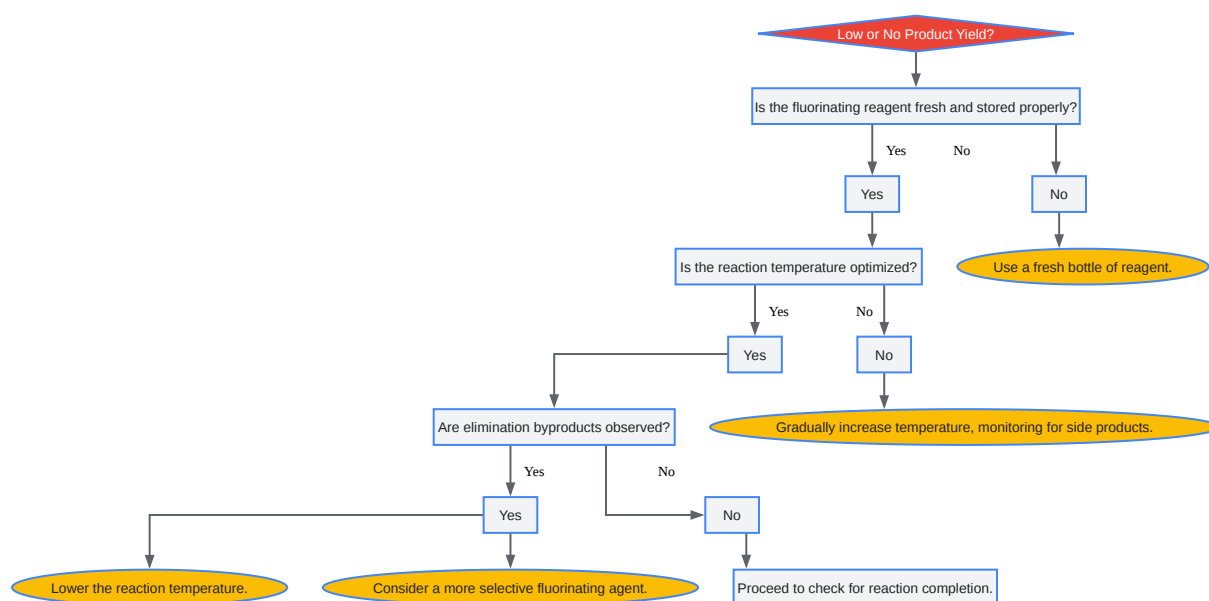 Low or No Product Yield?
Is the fluorinating reagent fresh and stored properly?
Yes
No
Yes
No
Is the reaction temperature optimized?
Use a fresh bottle of reagent.
Yes
No
Yes
No
Are elimination byproducts observed?
Gradually increase temperature, monitoring for side products.
Yes
No
Yes
No
Lower the reaction temperature.
Consider a more selective fluorinating agent.
Proceed to check for reaction completion.